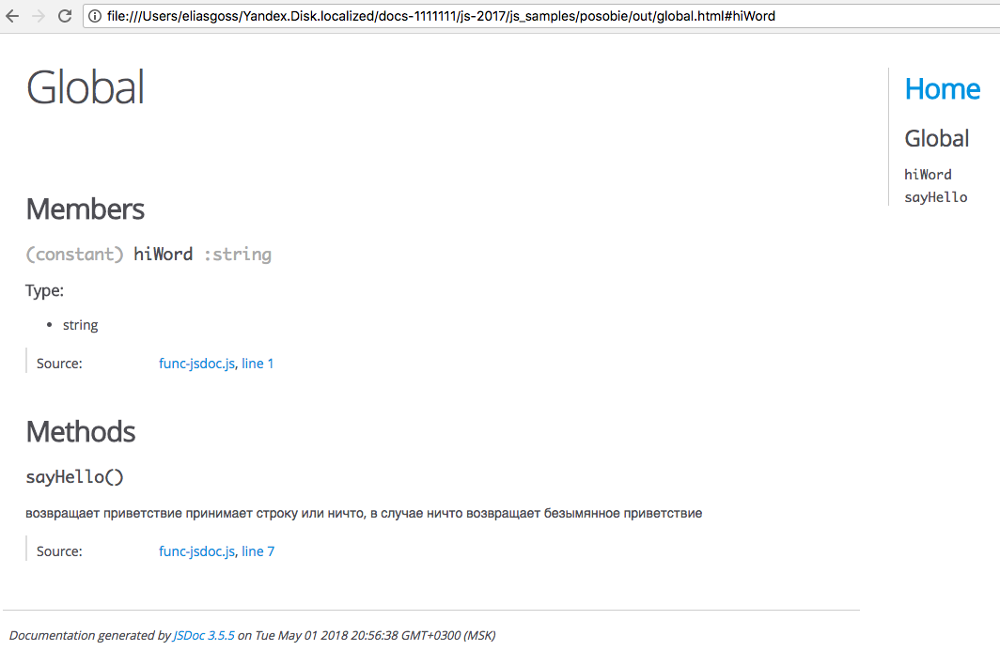 file:///Users/eliasgoss/Yandex.Disk.localized/docs-1111111/js-2017/js_samples/posobie/out/global.html#hiWord
Global
Members
(constant) hiWord :string
Type:
• string
Source: func-jsdoc.js, line 1
Methods
sayHello()
возвращает приветствие принимает строку или ничто, в случае ничто возвращает безымянное приветствие
Source: func-jsdoc.js, line 7
Home
Global
hiWord
sayHello
Documentation generated by JSDoc 3.5.5 on Tue May 01 2018 20:56:38 GMT+0300 (MSK)